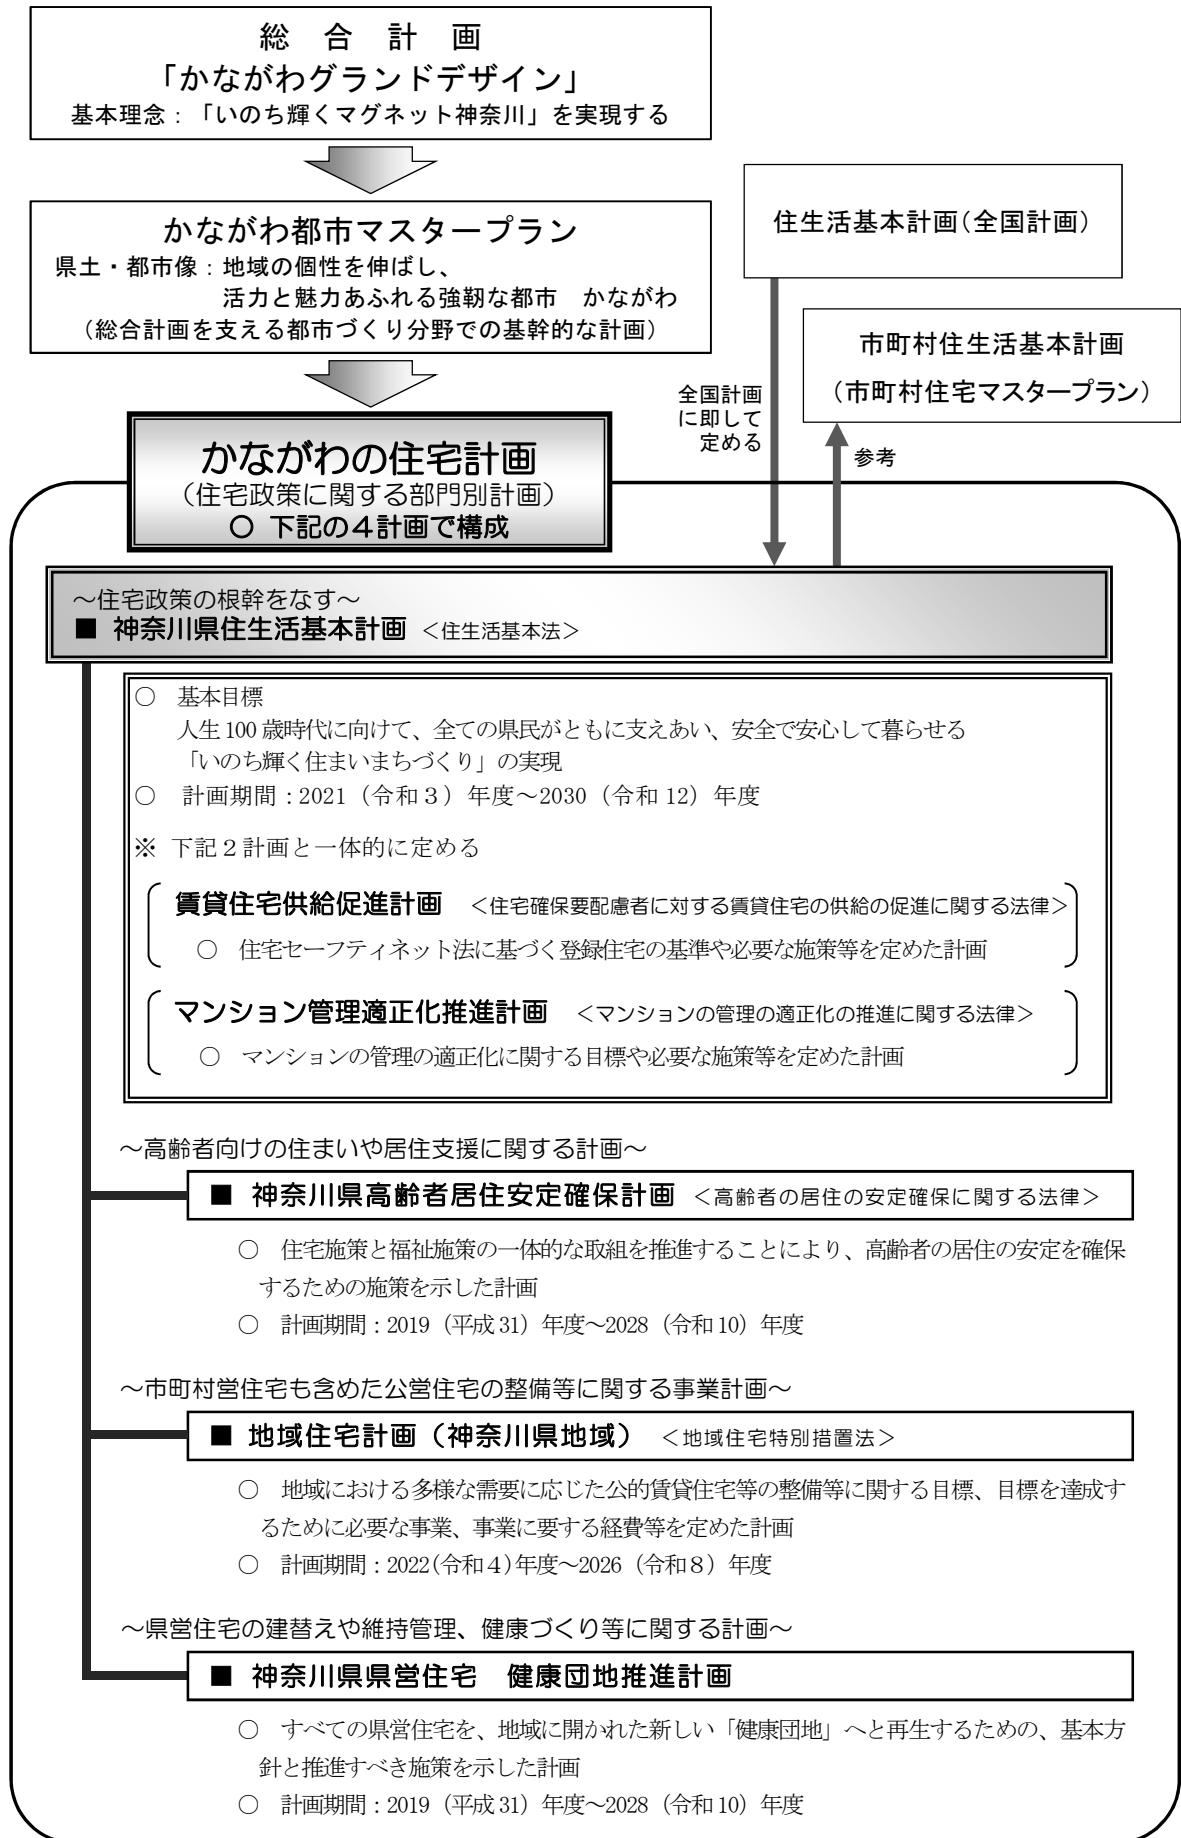 総　合　計　画
「かながわグランドデザイン」
基本理念：「いのち輝くマグネット神奈川」を実現する
かながわ都市マスタープラン
県土・都市像：地域の個性を伸ばし、
活力と魅力あふれる強靭な都市　かながわ
（総合計画を支える都市づくり分野での基幹的な計画）
住生活基本計画（全国計画）
市町村住生活基本計画
（市町村住宅マスタープラン）
全国計画
に即して
定める
参考
かながわの住宅計画
（住宅政策に関する部門別計画）
○ 下記の４計画で構成
～住宅政策の根幹をなす～
■ 神奈川県住生活基本計画 ＜住生活基本法＞
○　基本目標
人生 100 歳時代に向けて、全ての県民がともに支えあい、安全で安心して暮らせる
「いのち輝く住まいまちづくり」の実現
○　計画期間：2021（令和３）年度～2030（令和 12）年度
※ 下記２計画と一体的に定める
賃貸住宅供給促進計画　＜住宅確保要配慮者に対する賃貸住宅の供給の促進に関する法律＞
○　住宅セーフティネット法に基づく登録住宅の基準や必要な施策等を定めた計画
マンション管理適正化推進計画　＜マンションの管理の適正化の推進に関する法律＞
○　マンションの管理の適正化に関する目標や必要な施策等を定めた計画
～高齢者向けの住まいや居住支援に関する計画～
■ 神奈川県高齢者居住安定確保計画 ＜高齢者の居住の安定確保に関する法律＞
○　住宅施策と福祉施策の一体的な取組を推進することにより、高齢者の居住の安定を確保
するための施策を示した計画
○　計画期間：2019（平成 31）年度～2028（令和 10）年度
～市町村営住宅も含めた公営住宅の整備等に関する事業計画～
■ 地域住宅計画（神奈川県地域）　＜地域住宅特別措置法＞
○　地域における多様な需要に応じた公的賃貸住宅等の整備等に関する目標、目標を達成す
るために必要な事業、事業に要する経費等を定めた計画
○　計画期間：2022（令和４）年度～2026（令和８）年度
～県営住宅の建替えや維持管理、健康づくり等に関する計画～
■ 神奈川県県営住宅　健康団地推進計画
○　すべての県営住宅を、地域に開かれた新しい「健康団地」へと再生するための、基本方
針と推進すべき施策を示した計画
○　計画期間：2019（平成 31）年度～2028（令和 10）年度